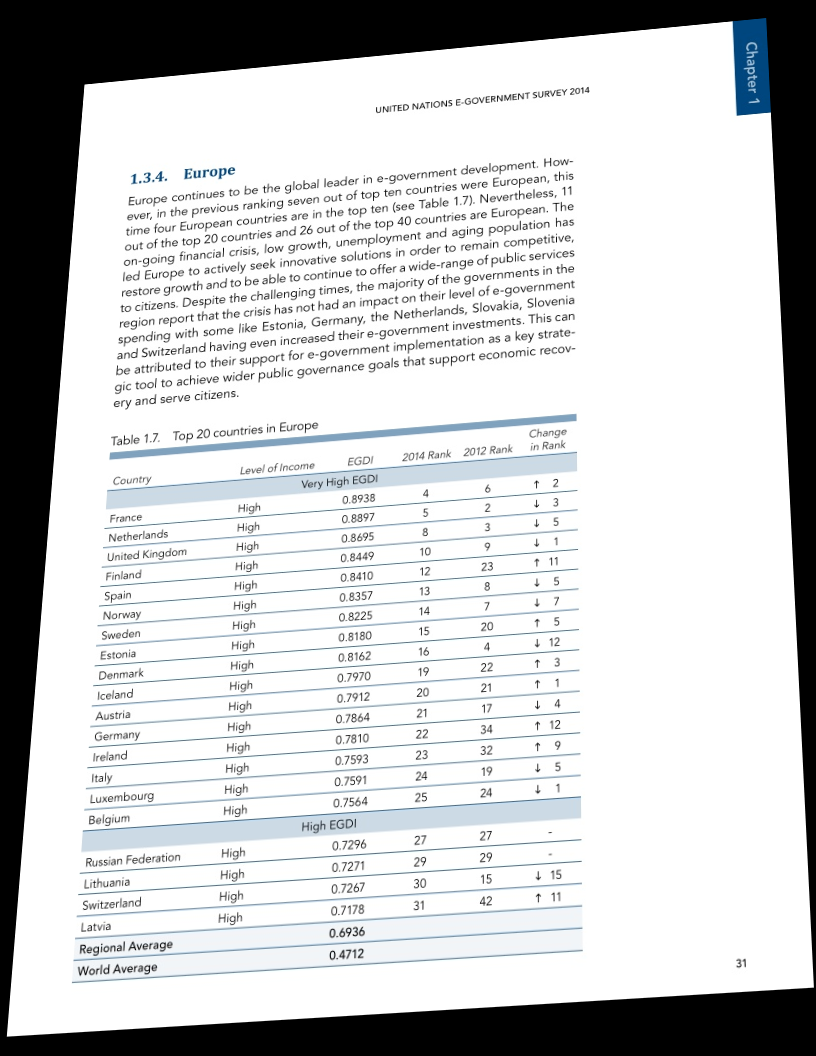 Chapter 1
UNITED NATIONS E-GOVERNMENT SURVEY 2014
1.3.4. Europe
Europe continues to be the global leader in e-government development. How-
ever, in the previous ranking seven out of top ten countries were European, this
time four European countries are in the top ten (see Table 1.7). Nevertheless, 11
out of the top 20 countries and 26 out of the top 40 countries are European. The
on-going financial crisis, low growth, unemployment and aging population has
led Europe to actively seek innovative solutions in order to remain competitive,
restore growth and to be able to continue to offer a wide-range of public services
to citizens. Despite the challenging times, the majority of the governments in the
region report that the crisis has not had an impact on their level of e-government
spending with some like Estonia, Germany, the Netherlands, Slovakia, Slovenia
and Switzerland having even increased their e-government investments. This can
be attributed to their support for e-government implementation as a key strate-
gic tool to achieve wider public governance goals that support economic recov-
ery and serve citizens.
Table 1.7. Top 20 countries in Europe
Country Level of Income EGDI 2014 Rank 2012 Rank Change in Rank
Very High EGDI
France High 0.8938 4 6 ↑ 2
Netherlands High 0.8897 5 2 ↓ 3
United Kingdom High 0.8695 8 3 ↓ 5
Finland High 0.8449 10 9 ↓ 1
Spain High 0.8410 12 23 ↑ 11
Norway High 0.8357 13 8 ↓ 5
Sweden High 0.8225 14 7 ↓ 7
Estonia High 0.8180 15 20 ↑ 5
Denmark High 0.8162 16 4 ↓ 12
Iceland High 0.7970 19 22 ↑ 3
Austria High 0.7912 20 21 ↑ 1
Germany High 0.7864 21 17 ↓ 4
Ireland High 0.7810 22 34 ↑ 12
Italy High 0.7593 23 32 ↑ 9
Luxembourg High 0.7591 24 19 ↓ 5
Belgium High 0.7564 25 24 ↓ 1
High EGDI
Russian Federation High 0.7296 27 27 -
Lithuania High 0.7271 29 29 -
Switzerland High 0.7267 30 15 ↓ 15
Latvia High 0.7178 31 42 ↑ 11
Regional Average 0.6936
World Average 0.4712
31